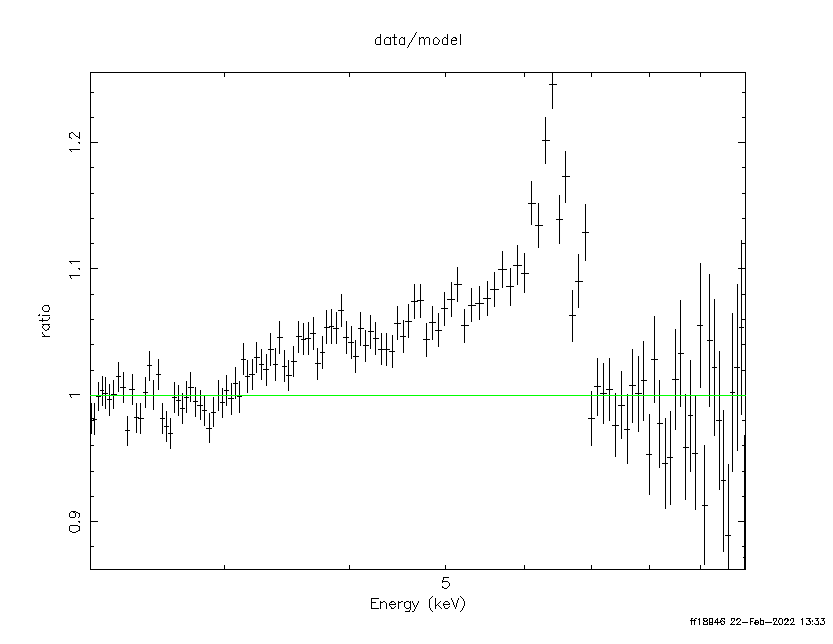 data/model
1.2
1.1
ratio
1
0.9
5
Energy (keV)
ff18946 22-Feb-2022 13:33